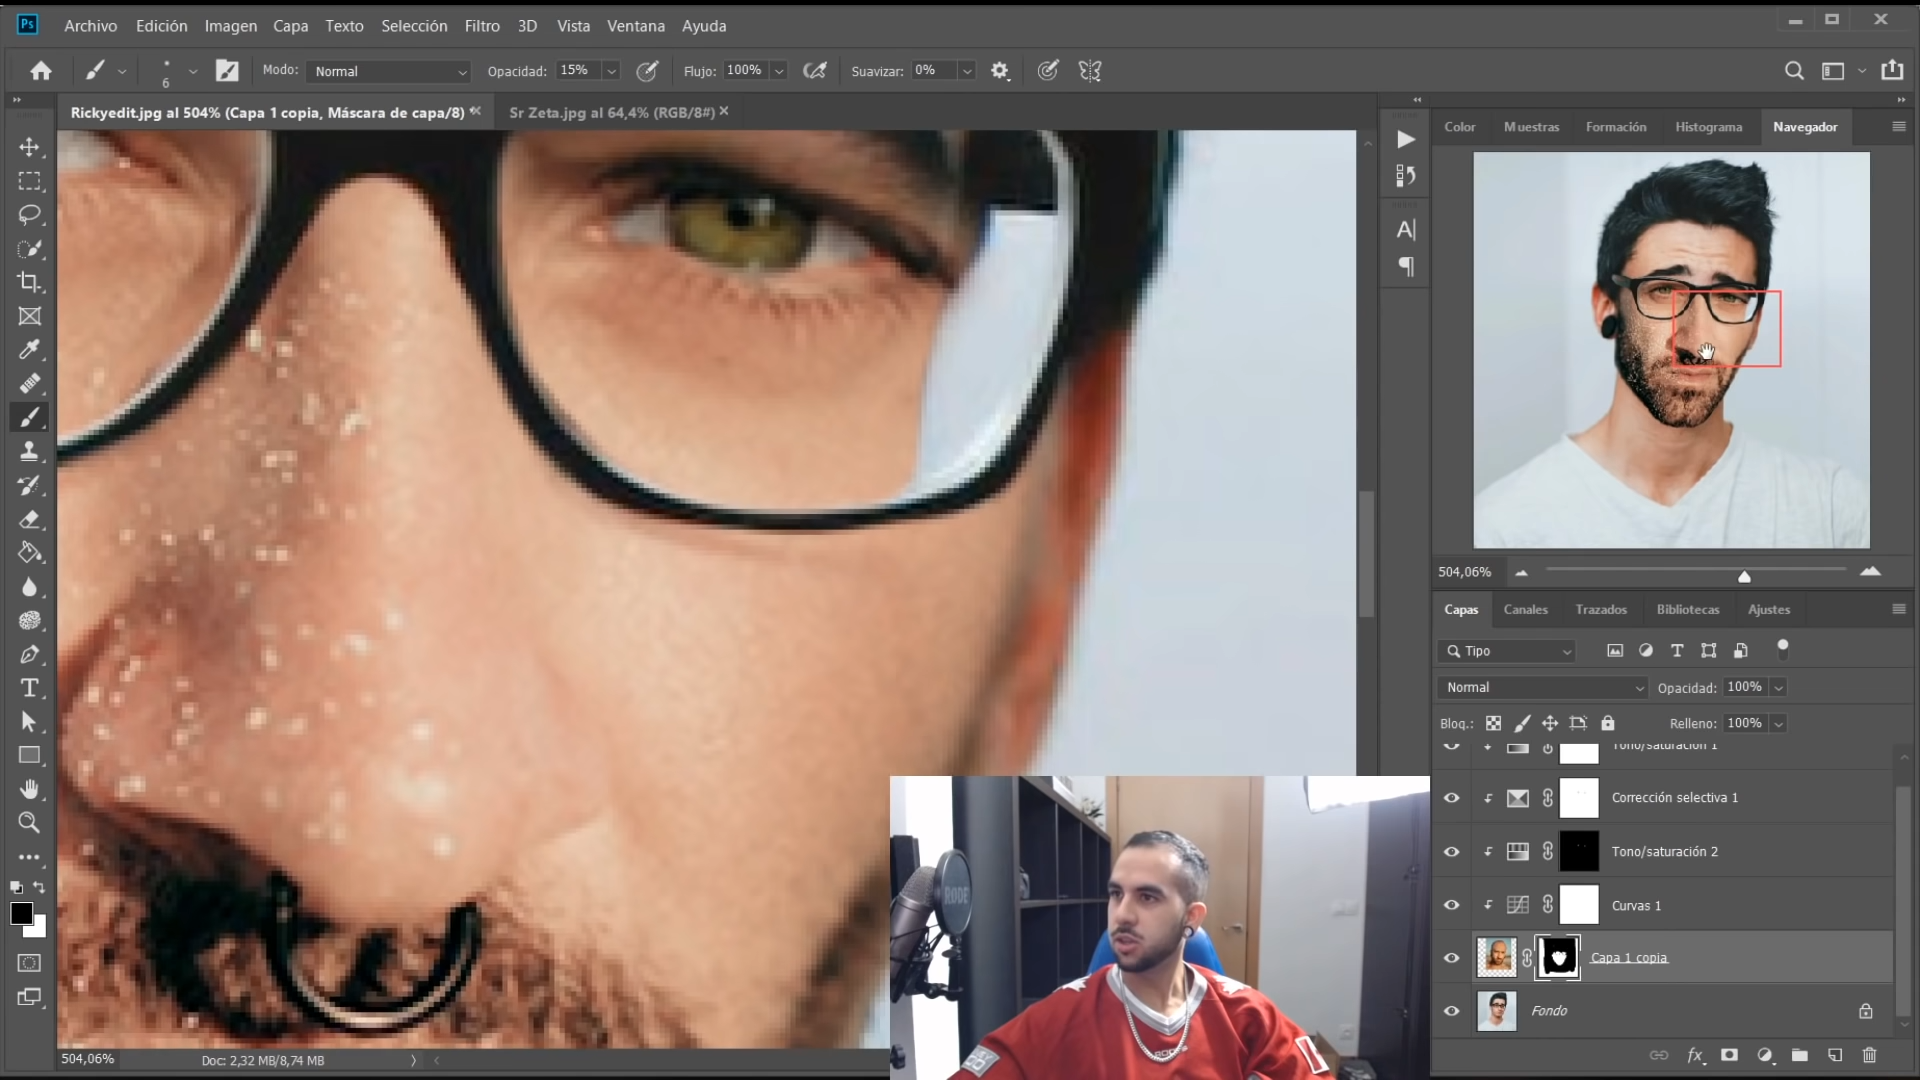 Ps Archivo Edición Imagen Capa Texto Selección Filtro 3D Vista Ventana Ayuda
6 Modo: Normal Opacidad: 15% Flujo: 100% Suavizar: 0%
Rickyedit.jpg al 504% (Capa 1 copia, Máscara de capa/8) * Sr Zeta.jpg al 64,4% (RGB/8#)
Color Muestras Formación Histograma Navegador
504,06%
Capas Canales Trazados Bibliotecas Ajustes
Tipo
Normal Opacidad: 100%
Bloq.: Relleno: 100%
Tono/saturación 1
Corrección selectiva 1
Tono/saturación 2
Curvas 1
Capa 1 copia
Fondo
RODE
504,06% Doc: 2,32 MB/8,74 MB
fx